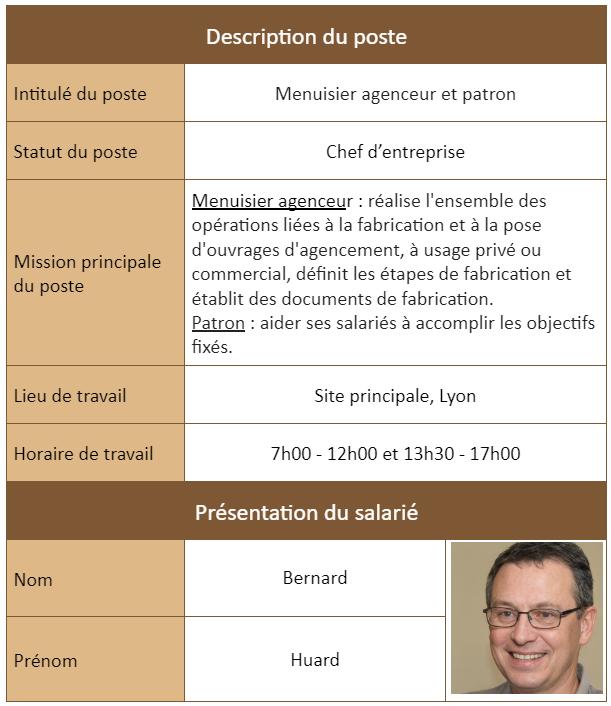 Description du poste
Intitulé du poste
Menuisier agenceur et patron
Statut du poste
Chef d’entreprise
Mission principale
du poste
Menuisier agenceur : réalise l'ensemble des
opérations liées à la fabrication et à la pose
d'ouvrages d'agencement, à usage privé ou
commercial, définit les étapes de fabrication et
établit des documents de fabrication.
Patron : aider ses salariés à accomplir les objectifs
fixés.
Lieu de travail
Site principale, Lyon
Horaire de travail
7h00 - 12h00 et 13h30 - 17h00
Présentation du salarié
Nom
Bernard
Prénom
Huard